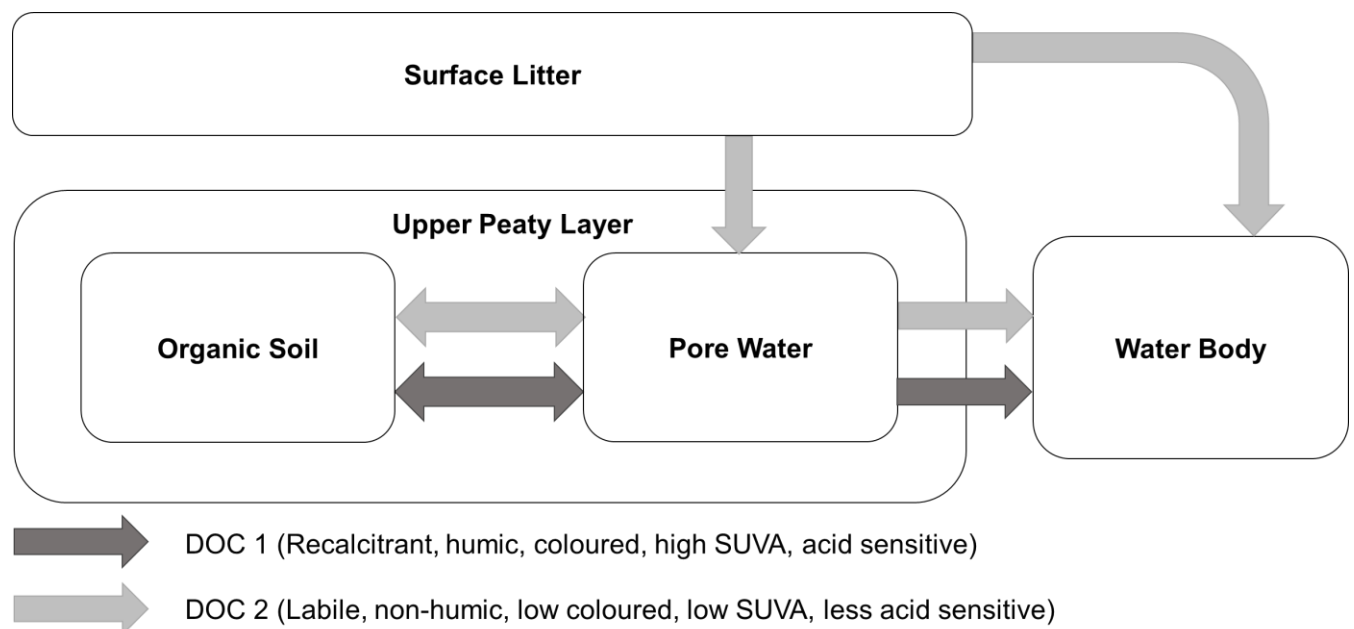 Surface Litter
Upper Peaty Layer
Organic Soil
Pore Water
Water Body
DOC 1 (Recalcitrant, humic, coloured, high SUVA, acid sensitive)
DOC 2 (Labile, non-humic, low coloured, low SUVA, less acid sensitive)